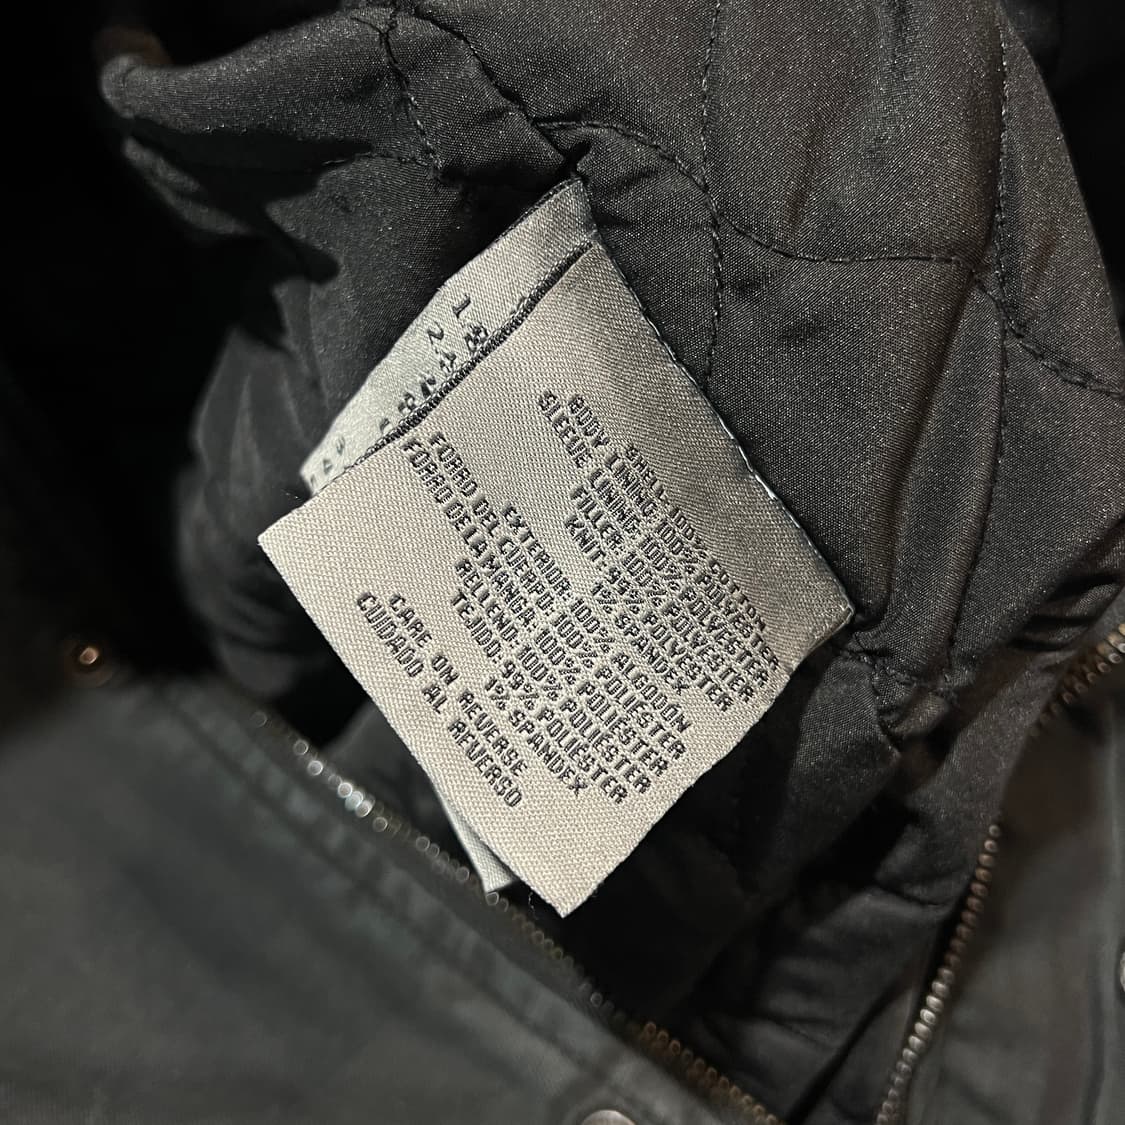 SHELL: 100% COTTON
BODY LINING: 100% POLYESTER
SLEEVE LINING: 100% POLYESTER
FILLER: 100% POLYESTER
KNIT: 99% POLYESTER
1% SPANDEX
EXTERIOR: 100% ALGODÓN
FORRO DEL CUERPO: 100% POLIESTER
FORRO DE LA MANGA: 100% POLIESTER
RELLENO: 100% POLIESTER
TEJIDO: 99% POLIESTER
1% SPANDEX
CARE ON REVERSE
CUIDADO AL REVERSO